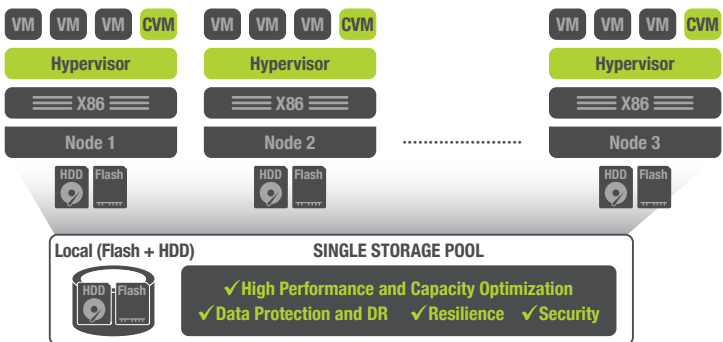 VM VM VM CVM VM VM VM CVM VM VM VM CVM
Hypervisor Hypervisor Hypervisor
X86 X86 X86
Node 1 Node 2 Node 3
HDD Flash HDD Flash HDD Flash
Local (Flash + HDD) SINGLE STORAGE POOL
HDD Flash
✓High Performance and Capacity Optimization
✓Data Protection and DR ✓Resilience ✓Security